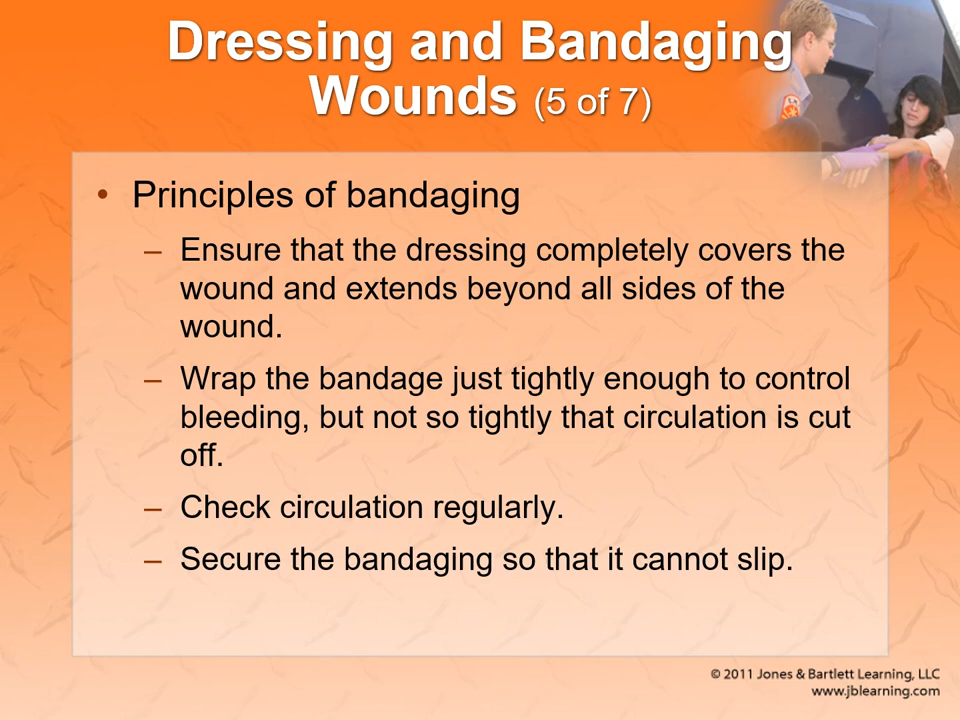 Dressing and Bandaging
Wounds (5 of 7)
• Principles of bandaging
– Ensure that the dressing completely covers the
wound and extends beyond all sides of the
wound.
– Wrap the bandage just tightly enough to control
bleeding, but not so tightly that circulation is cut
off.
– Check circulation regularly.
– Secure the bandaging so that it cannot slip.
© 2011 Jones & Bartlett Learning, LLC
www.jblearning.com